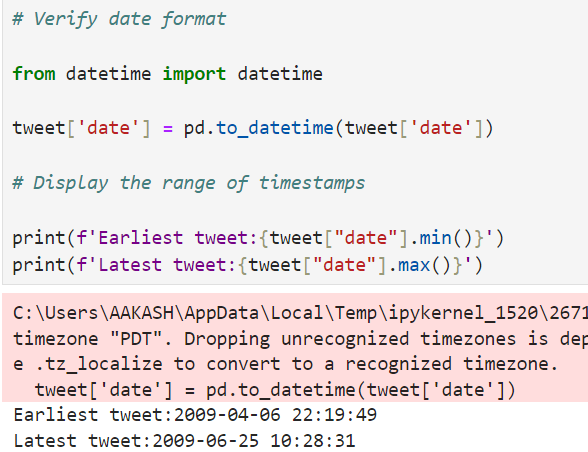 # Verify date format
from datetime import datetime
tweet['date'] = pd.to_datetime(tweet['date'])
# Display the range of timestamps
print(f'Earliest tweet:{tweet["date"].min()}')
print(f'Latest tweet:{tweet["date"].max()}')
C:\Users\AAKASH\AppData\Local\Temp\ipykernel_1520\2671
timezone "PDT". Dropping unrecognized timezones is dep
e .tz_localize to convert to a recognized timezone.
tweet['date'] = pd.to_datetime(tweet['date'])
Earliest tweet:2009-04-06 22:19:49
Latest tweet:2009-06-25 10:28:31